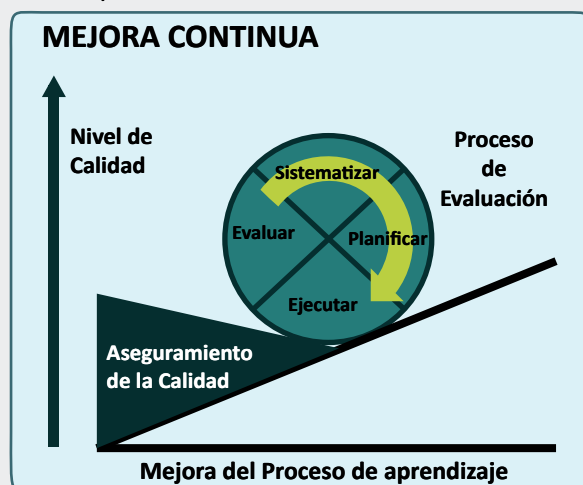 MEJORA CONTINUA
Nivel de
Calidad
Proceso
de
Evaluación
Sistematizar
Evaluar
Planificar
Ejecutar
Aseguramiento
de la Calidad
Mejora del Proceso de aprendizaje